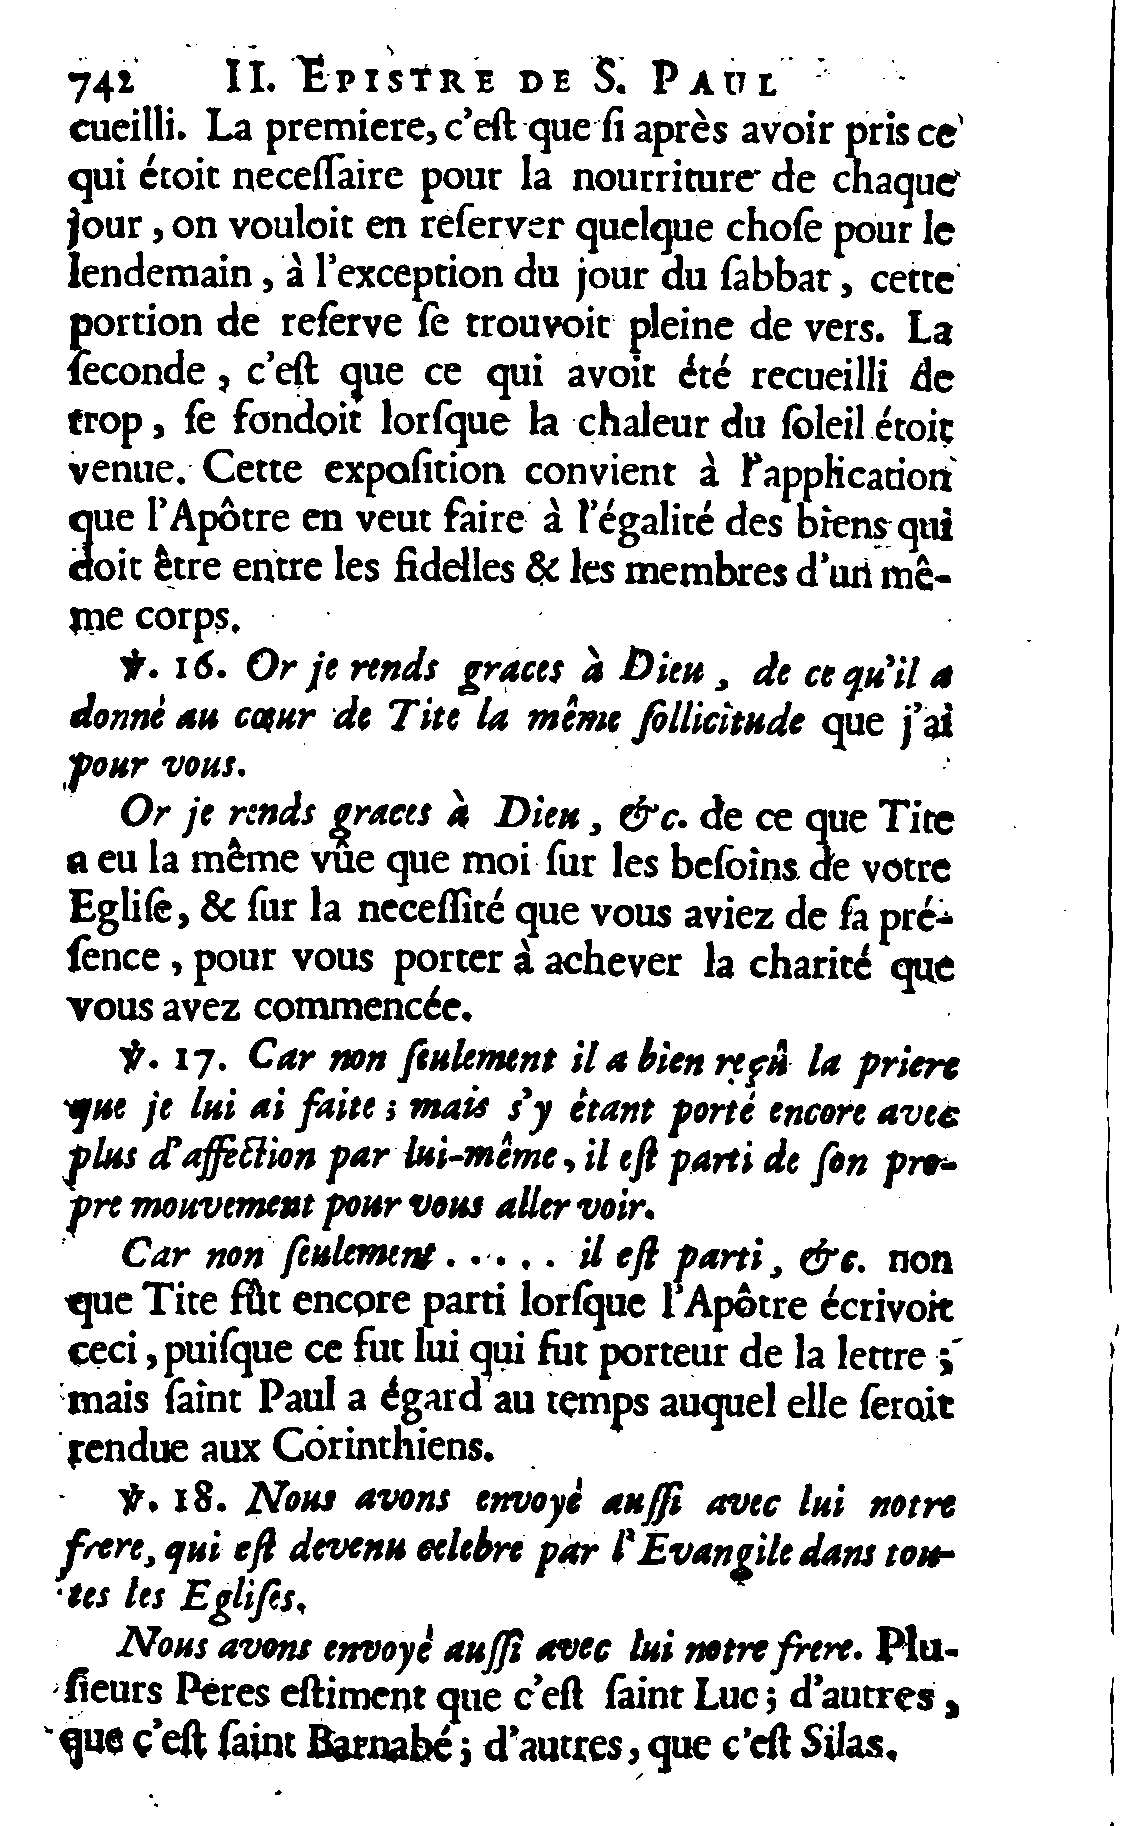 742 II. EPISTRE DE S. PAUL
cueilli. La premiere, c'eſt que ſi après avoir pris ce
qui étoit neceſſaire pour la nourriture de chaque
jour, on vouloit en reſerver quelque choſe pour le
lendemain, à l'exception du jour du ſabbat, cette
portion de reſerve ſe trouvoit pleine de vers. La
ſeconde, c'eſt que ce qui avoit été recueilli de
trop, ſe fondoit lorſque la chaleur du ſoleil étoit
venue. Cette expoſition convient à l'application
que l'Apôtre en veut faire à l'égalité des biens qui
doit être entre les fidelles & les membres d'un mê-
me corps.
℣. 16. Or je rends graces à Dieu, de ce qu'il a
donné au cœur de Tite la même ſollicitude que j'ai
pour vous.
Or je rends graces à Dieu, &c. de ce que Tite
a eu la même vûe que moi ſur les beſoins de votre
Egliſe, & ſur la neceſſité que vous aviez de ſa pré-
ſence, pour vous porter à achever la charité que
vous avez commencée.
℣. 17. Car non ſeulement il a bien reçû la priere
que je lui ai faite; mais s'y étant porté encore avec
plus d'affection par lui-même, il eſt parti de ſon pro-
pre mouvement pour vous aller voir.
Car non ſeulement..... il eſt parti, &c. non
que Tite fût encore parti lorſque l'Apôtre écrivoit
ceci, puiſque ce fut lui qui fut porteur de la lettre;
mais ſaint Paul a égard au temps auquel elle ſeroit
rendue aux Corinthiens.
℣. 18. Nous avons envoyé auſſi avec lui notre
frere, qui eſt devenu celebre par l'Evangile dans tou-
tes les Egliſes.
Nous avons envoyé auſſi avec lui notre frere. Plu-
ſieurs Peres eſtiment que c'eſt ſaint Luc; d'autres,
que c'eſt ſaint Barnabé; d'autres, que c'eſt Silas.